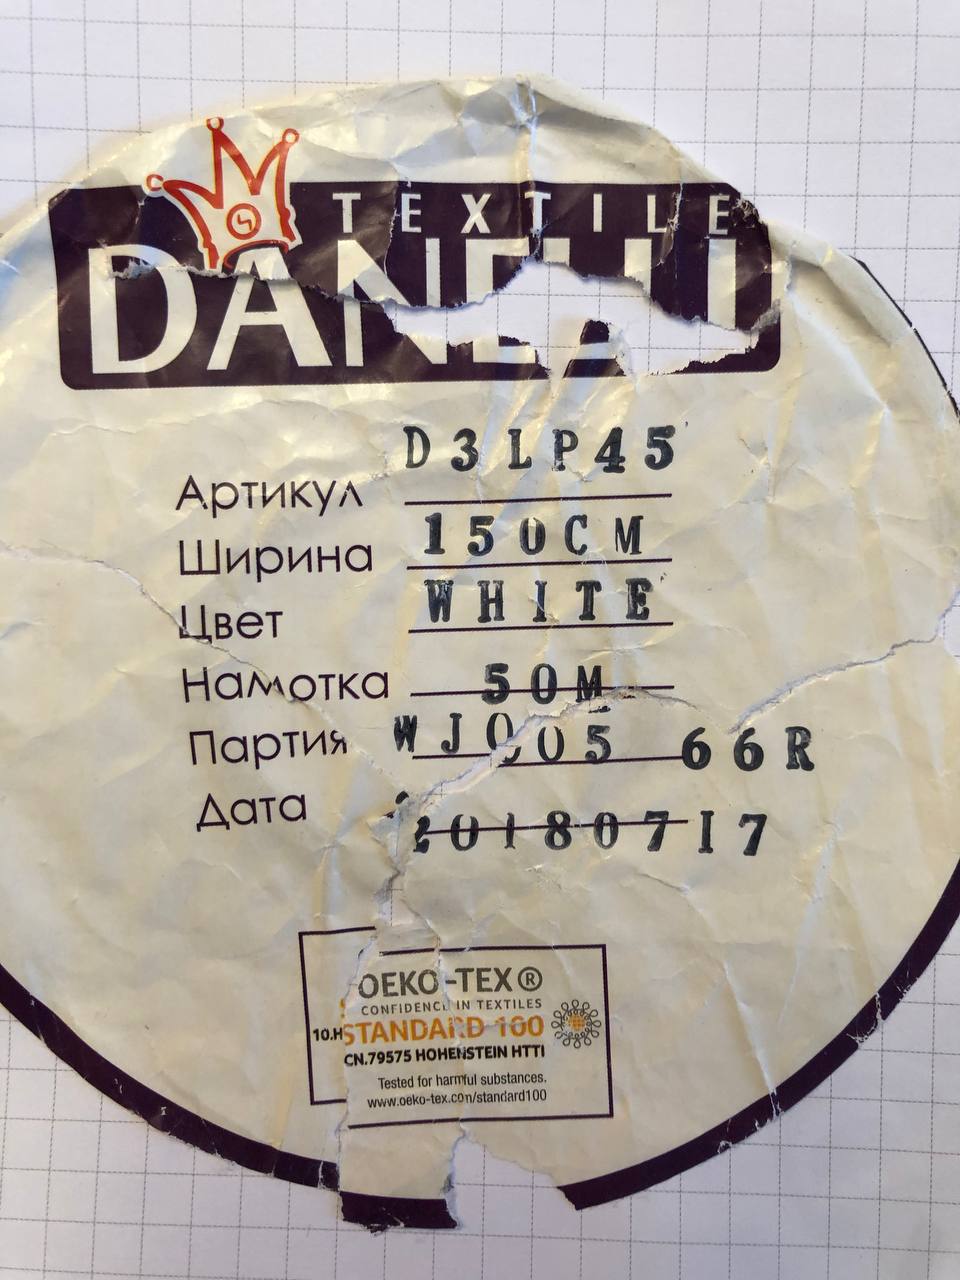 TEXTILE
Артикул D3LP45
Ширина 150CM
Цвет WHITE
Намотка 50M
Партия WJ005 66R
Дата 20180717
OEKO-TEX®
CONFIDENCE IN TEXTILES
STANDARD 100
10.H CN.79575 HOHENSTEIN HTTI
Tested for harmful substances.
www.oeko-tex.com/standard100